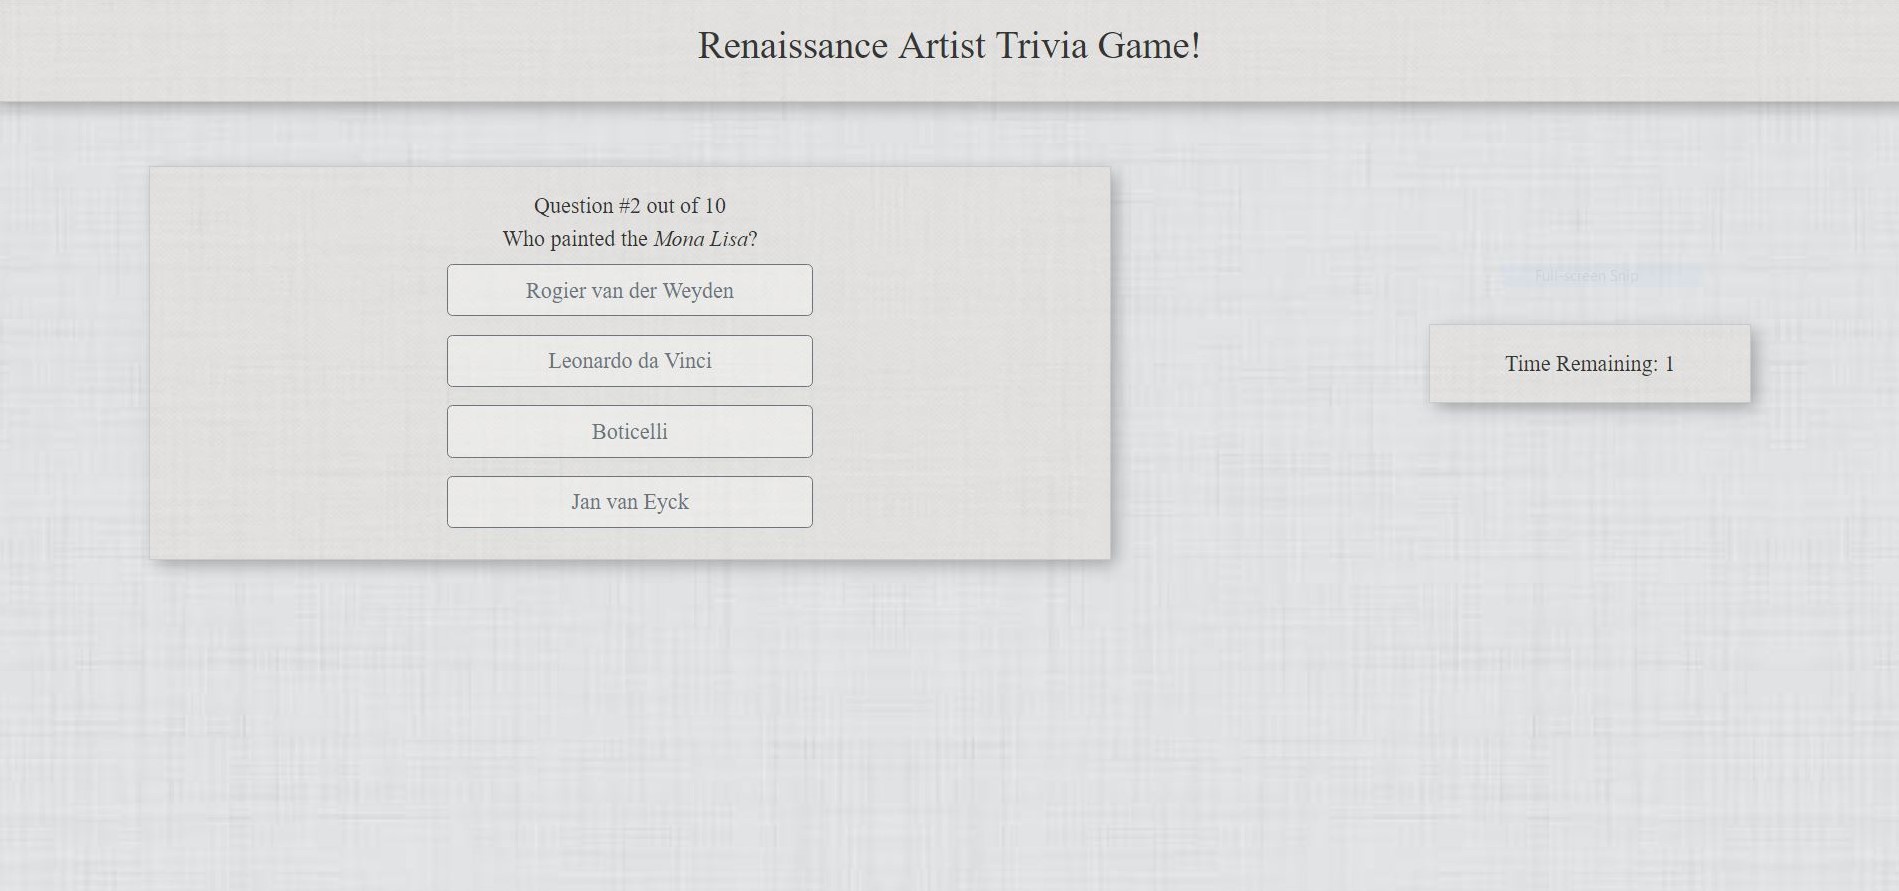 Renaissance Artist Trivia Game!
Question #2 out of 10
Who painted the Mona Lisa?
Rogier van der Weyden
Leonardo da Vinci
Boticelli
Jan van Eyck
Full-screen Snip
Time Remaining: 1